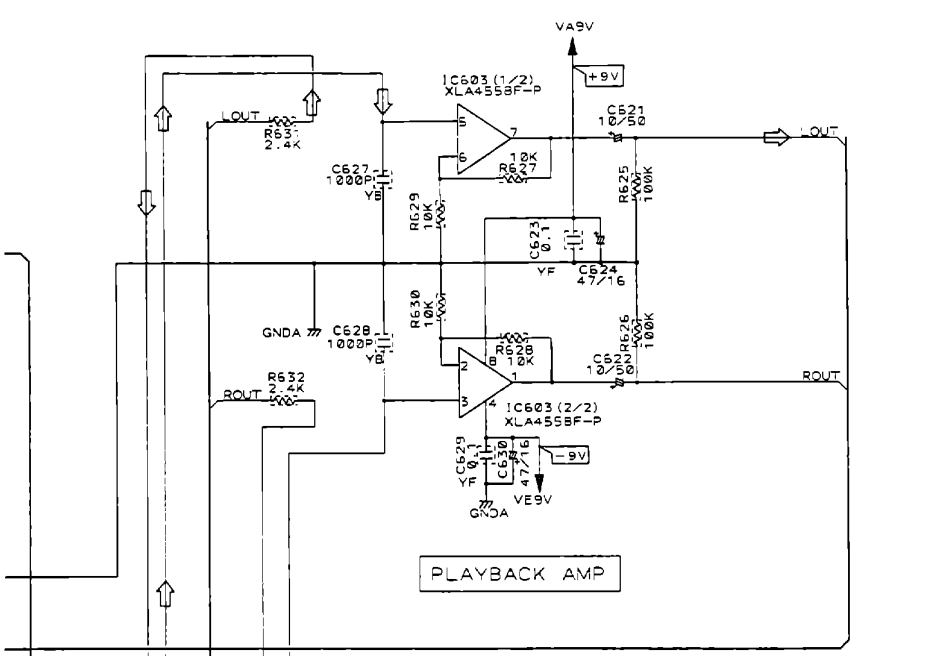 VA9V
+9V
IC603(1/2)
XLA4558F-P
C621
10/50
LOUT
R631
2.4K
5
7
LOUT
6
10K
R627
C627
1000P
YB
R625
100K
R629
10K
C623
0.1
YF
C624
47/16
R630
10K
GNDA
C628
1000P
YB
R626
100K
R628
10K
8
2
1
C622
10/50
ROUT
R632
2.4K
ROUT
3
4
IC603(2/2)
XLA4558F-P
C629
0.1
YF
C630
47/16
-9V
VE9V
GNDA
PLAYBACK AMP